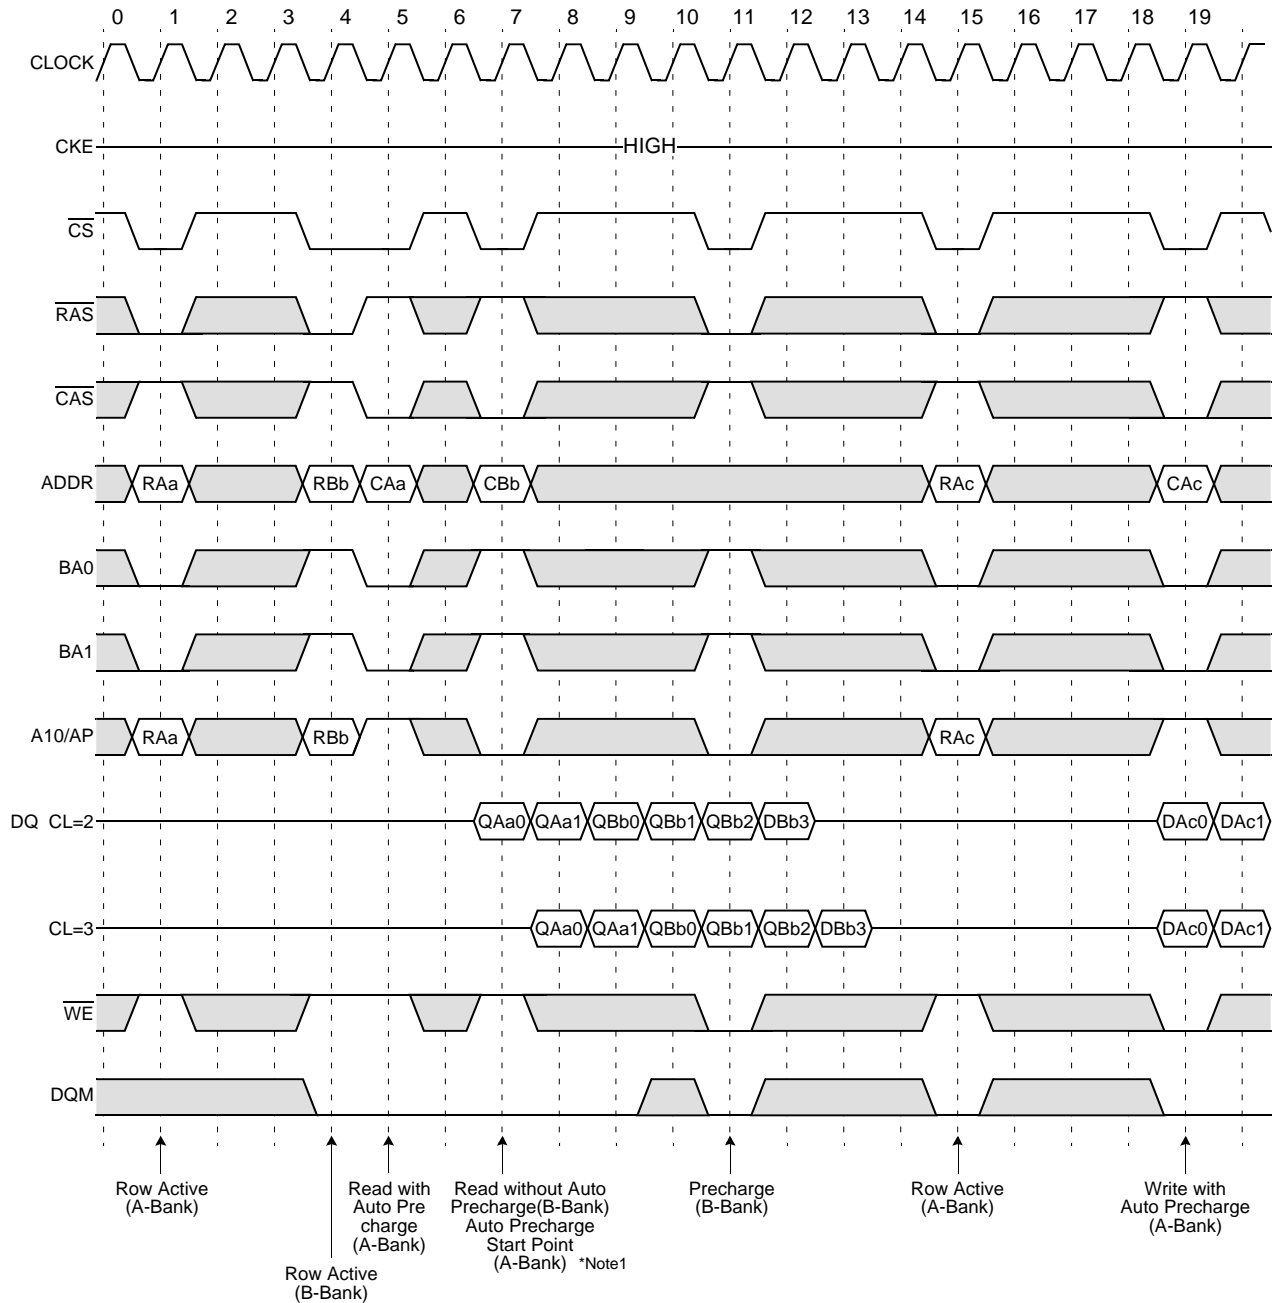 0 1 2 3 4 5 6 7 8 9 10 11 12 13 14 15 16 17 18 19
CLOCK
CKE HIGH
CS
RAS
CAS
ADDR RAa RBb CAa CBb RAc CAc
BA0
BA1
A10/AP RAa RBb RAc
DQ CL=2 QAa0 QAa1 QBb0 QBb1 QBb2 DBb3 DAc0 DAc1
CL=3 QAa0 QAa1 QBb0 QBb1 QBb2 DBb3 DAc0 DAc1
WE
DQM
Row Active
(A-Bank)
Row Active
(B-Bank)
Read with
Auto Pre
charge
(A-Bank)
Read without Auto
Precharge(B-Bank)
Auto Precharge
Start Point
(A-Bank) *Note1
Precharge
(B-Bank)
Row Active
(A-Bank)
Write with
Auto Precharge
(A-Bank)